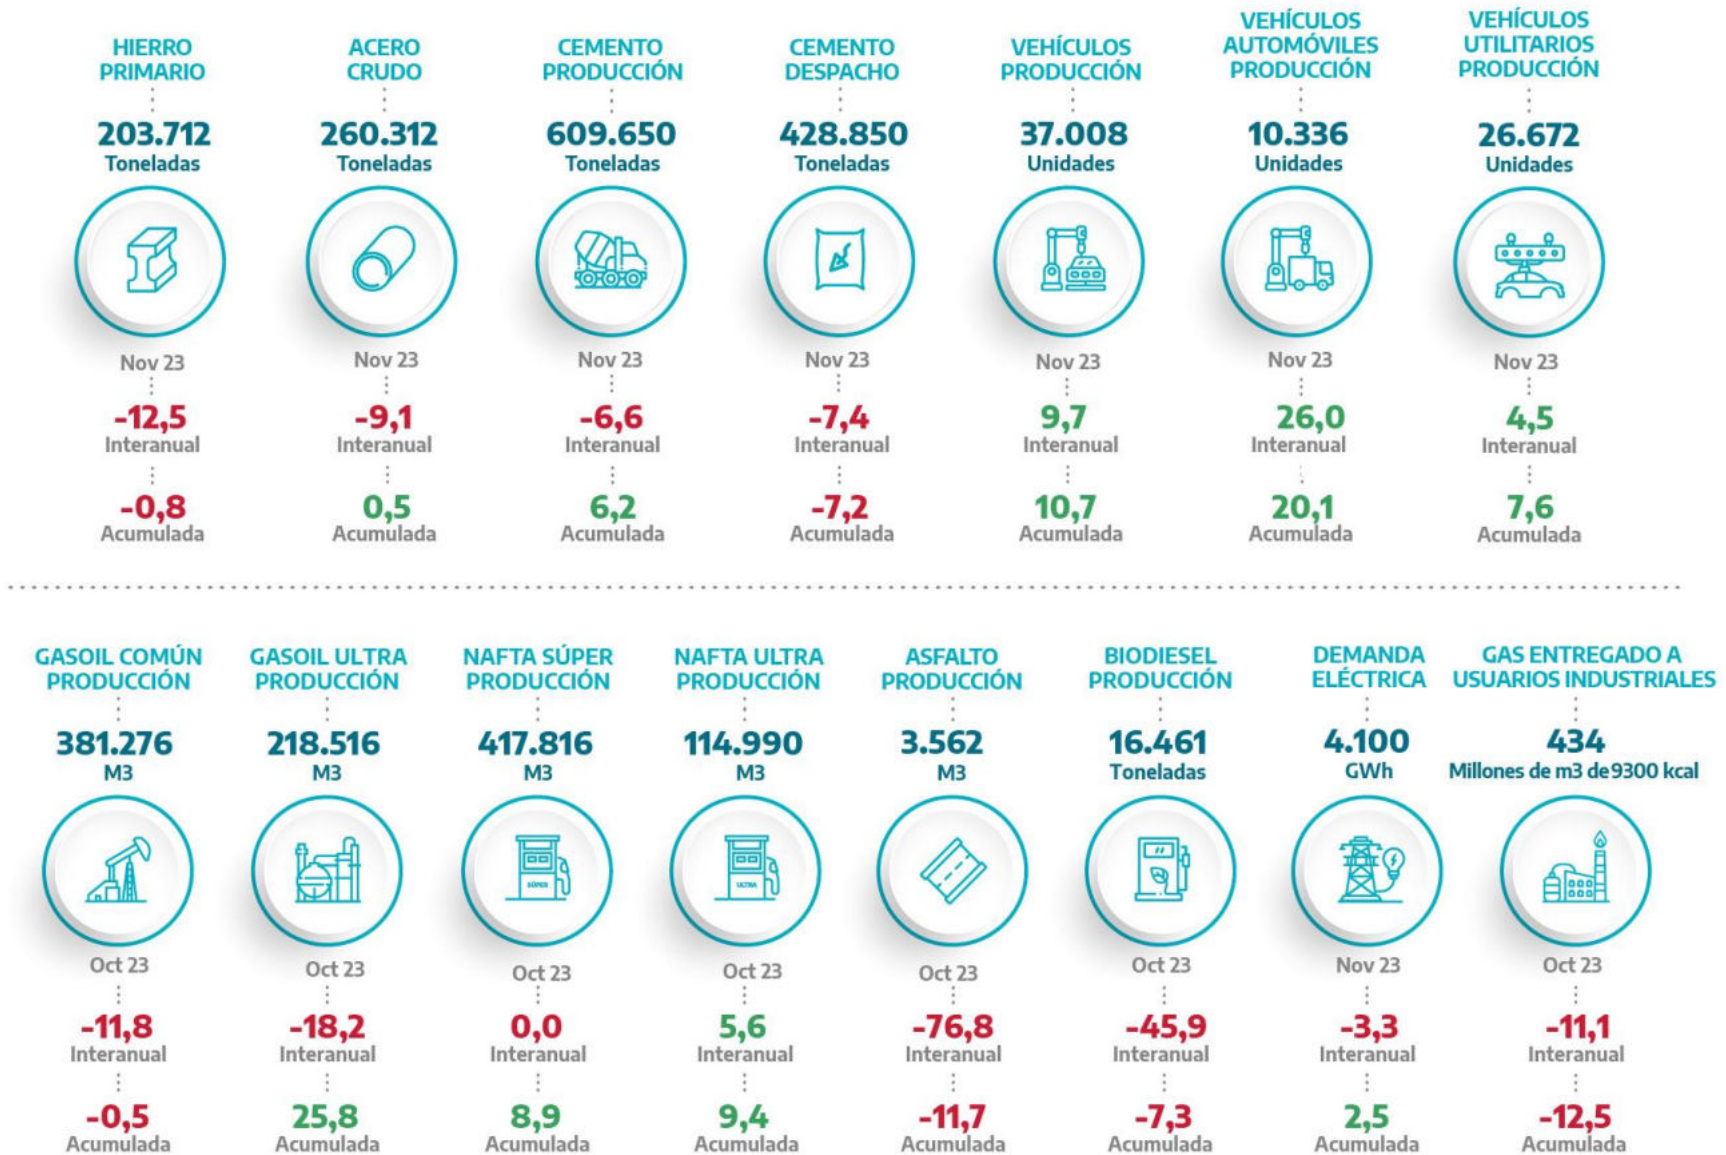 HIERRO
PRIMARIO
203.712
Toneladas
Nov 23
-12,5
Interanual
-0,8
Acumulada
ACERO
CRUDO
260.312
Toneladas
Nov 23
-9,1
Interanual
0,5
Acumulada
CEMENTO
PRODUCCIÓN
609.650
Toneladas
Nov 23
-6,6
Interanual
6,2
Acumulada
CEMENTO
DESPACHO
428.850
Toneladas
Nov 23
-7,4
Interanual
-7,2
Acumulada
VEHÍCULOS
PRODUCCIÓN
37.008
Unidades
Nov 23
9,7
Interanual
10,7
Acumulada
VEHÍCULOS
AUTOMÓVILES
PRODUCCIÓN
10.336
Unidades
Nov 23
26,0
Interanual
20,1
Acumulada
VEHÍCULOS
UTILITARIOS
PRODUCCIÓN
26.672
Unidades
Nov 23
4,5
Interanual
7,6
Acumulada
GASOIL COMÚN
PRODUCCIÓN
381.276
M3
Oct 23
-11,8
Interanual
-0,5
Acumulada
GASOIL ULTRA
PRODUCCIÓN
218.516
M3
Oct 23
-18,2
Interanual
25,8
Acumulada
NAFTA SÚPER
PRODUCCIÓN
417.816
M3
SÚPER
Oct 23
0,0
Interanual
8,9
Acumulada
NAFTA ULTRA
PRODUCCIÓN
114.990
M3
ULTRA
Oct 23
5,6
Interanual
9,4
Acumulada
ASFALTO
PRODUCCIÓN
3.562
M3
Oct 23
-76,8
Interanual
-11,7
Acumulada
BIODIESEL
PRODUCCIÓN
16.461
Toneladas
Oct 23
-45,9
Interanual
-7,3
Acumulada
DEMANDA
ELÉCTRICA
4.100
GWh
Nov 23
-3,3
Interanual
2,5
Acumulada
GAS ENTREGADO A
USUARIOS INDUSTRIALES
434
Millones de m3 de 9300 kcal
Oct 23
-11,1
Interanual
-12,5
Acumulada